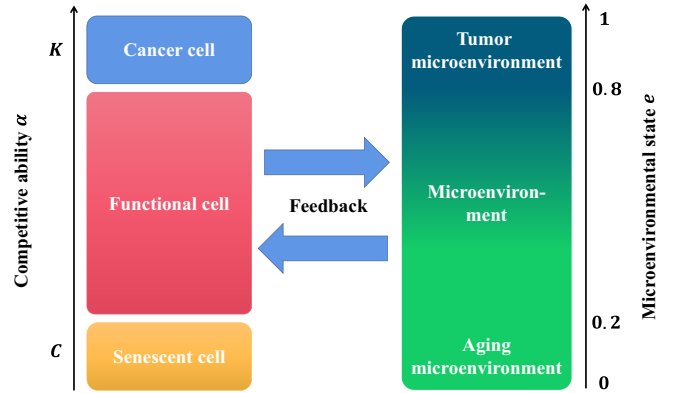 Competitive ability α
K
C
Cancer cell
Functional cell
Senescent cell
Feedback
Tumor
microenvironment
Microenviron-
ment
Aging
microenvironment
1
0.8
0.2
0
Microenvironmental state e